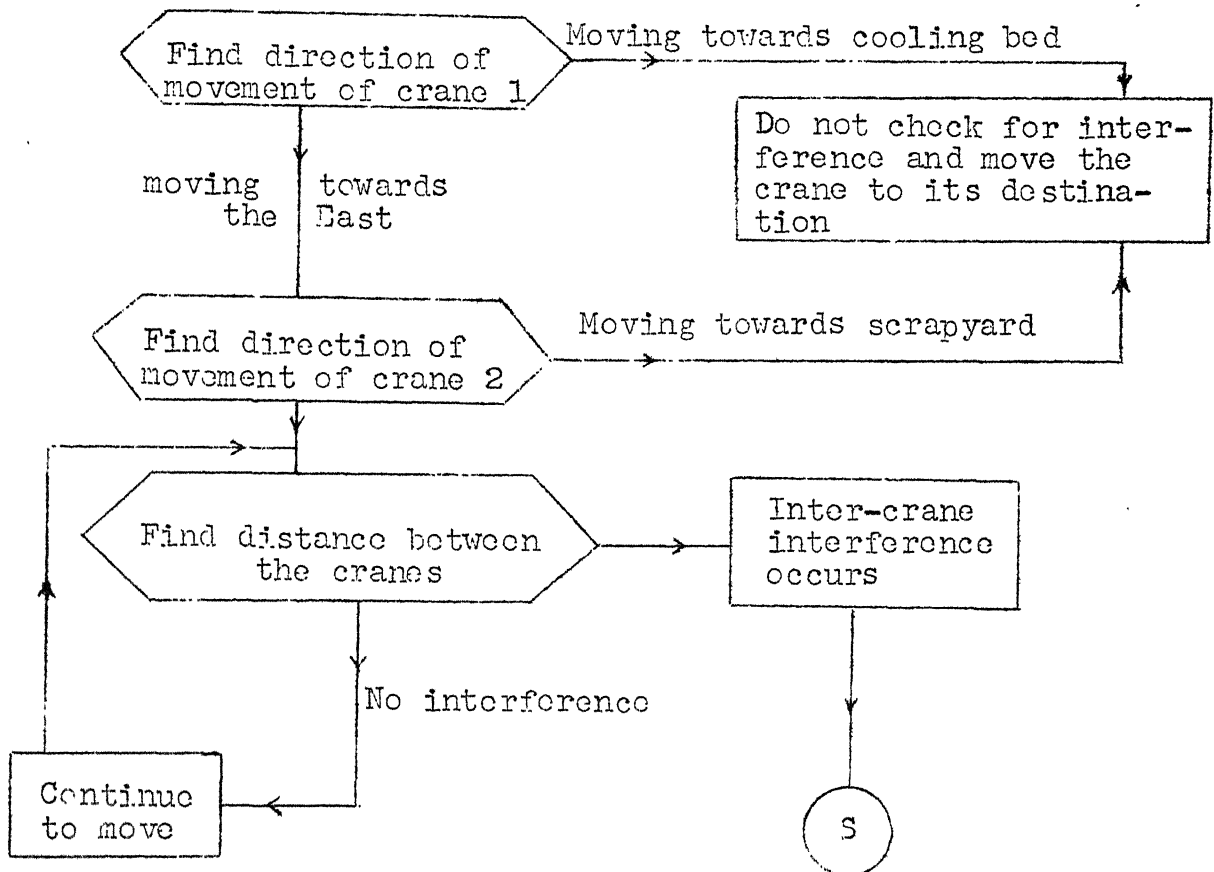 Find direction of
movement of crane 1
Moving towards cooling bed
Do not check for inter-
ference and move the
crane to its destina-
tion
moving towards
the East
Find direction of
movement of crane 2
Moving towards scrapyard
Find distance between
the cranes
Inter-crane
interference
occurs
No interference
Continue
to move
S